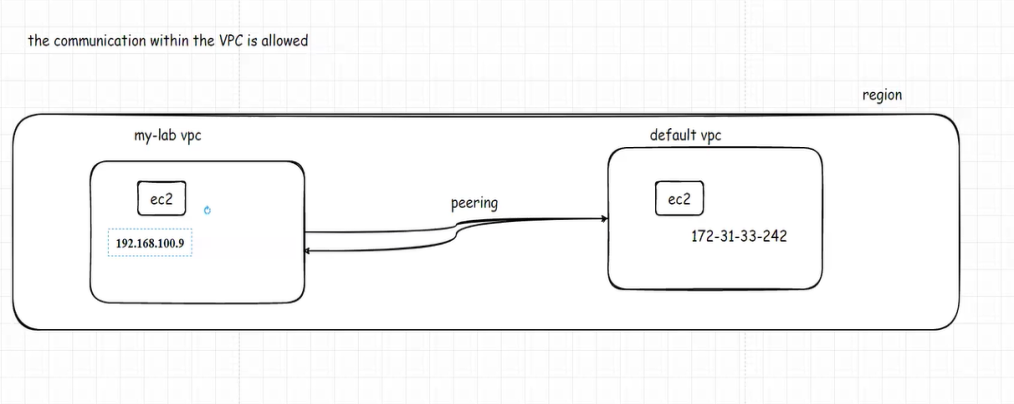 the communication within the VPC is allowed
region
my-lab vpc
default vpc
ec2
peering
ec2
192.168.100.9
172-31-33-242